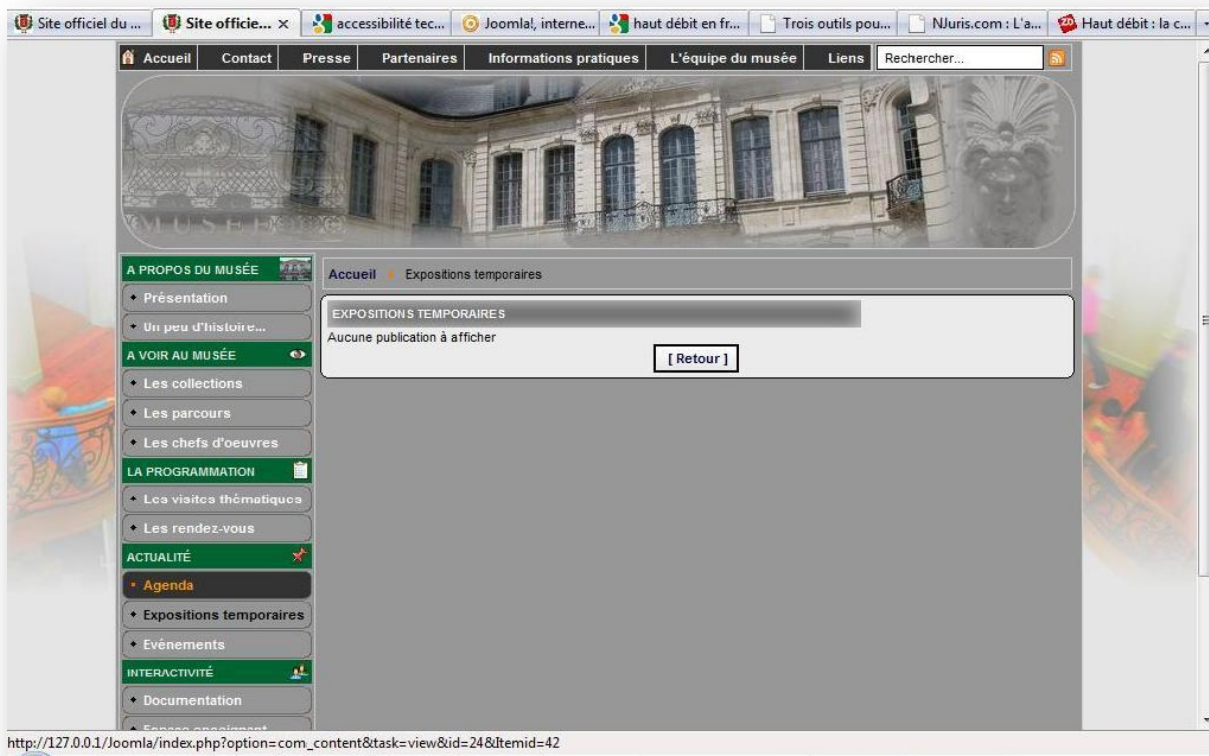 Site officiel du ...
Site officie...
accessibilité tec...
Joomla!, interne...
haut débit en fr...
Trois outils pou...
NJuris.com : L'a...
Haut débit : la c...
Accueil
Contact
Presse
Partenaires
Informations pratiques
L'équipe du musée
Liens
Rechercher...
MUSEE
A PROPOS DU MUSÉE
Présentation
Un peu d'histoire...
A VOIR AU MUSÉE
Les collections
Les parcours
Les chefs d'oeuvres
LA PROGRAMMATION
Les visites thématiques
Les rendez-vous
ACTUALITÉ
Agenda
Expositions temporaires
Evènements
INTERACTIVITÉ
Documentation
Espace enseignant
Accueil Expositions temporaires
EXPOSITIONS TEMPORAIRES
Aucune publication à afficher
[ Retour ]
http://127.0.0.1/Joomla/index.php?option=com_content&task=view&id=24&Itemid=42